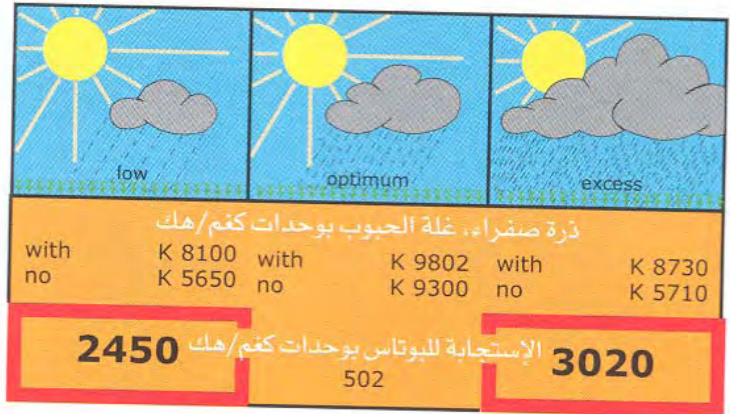 low optimum excess
ذرة صفراء، غلة الحبوب بوحدات كغم/هك
with K 8100 with K 9802 with K 8730
no K 5650 no K 9300 no K 5710
2450 الإستجابة للبوتاس بوحدات كغم/هك 3020
502